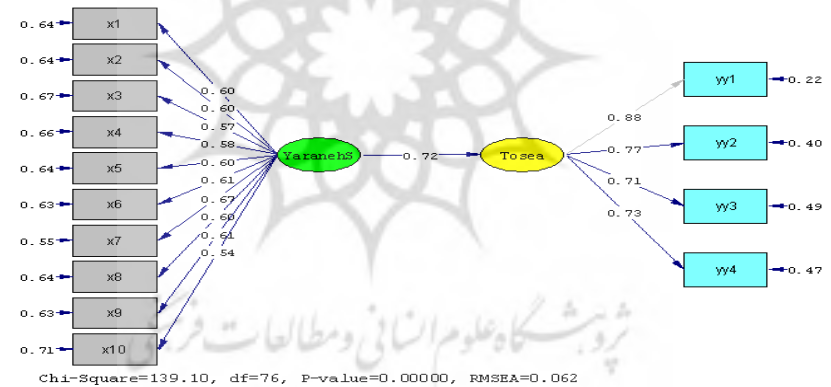 0.64 x1
0.64 x2
0.67 x3
0.66 x4
0.64 x5
0.63 x6
0.55 x7
0.64 x8
0.63 x9
0.71 x10
0.60
0.60
0.57
0.58
0.60
0.61
0.67
0.60
0.61
0.54
YaranehS
0.72
Tosea
0.88
0.77
0.71
0.73
yy1 0.22
yy2 0.40
yy3 0.49
yy4 0.47
پژوهشگاه علوم انسانی و مطالعات فرهنگی
Chi-Square=139.10, df=76, P-value=0.00000, RMSEA=0.062